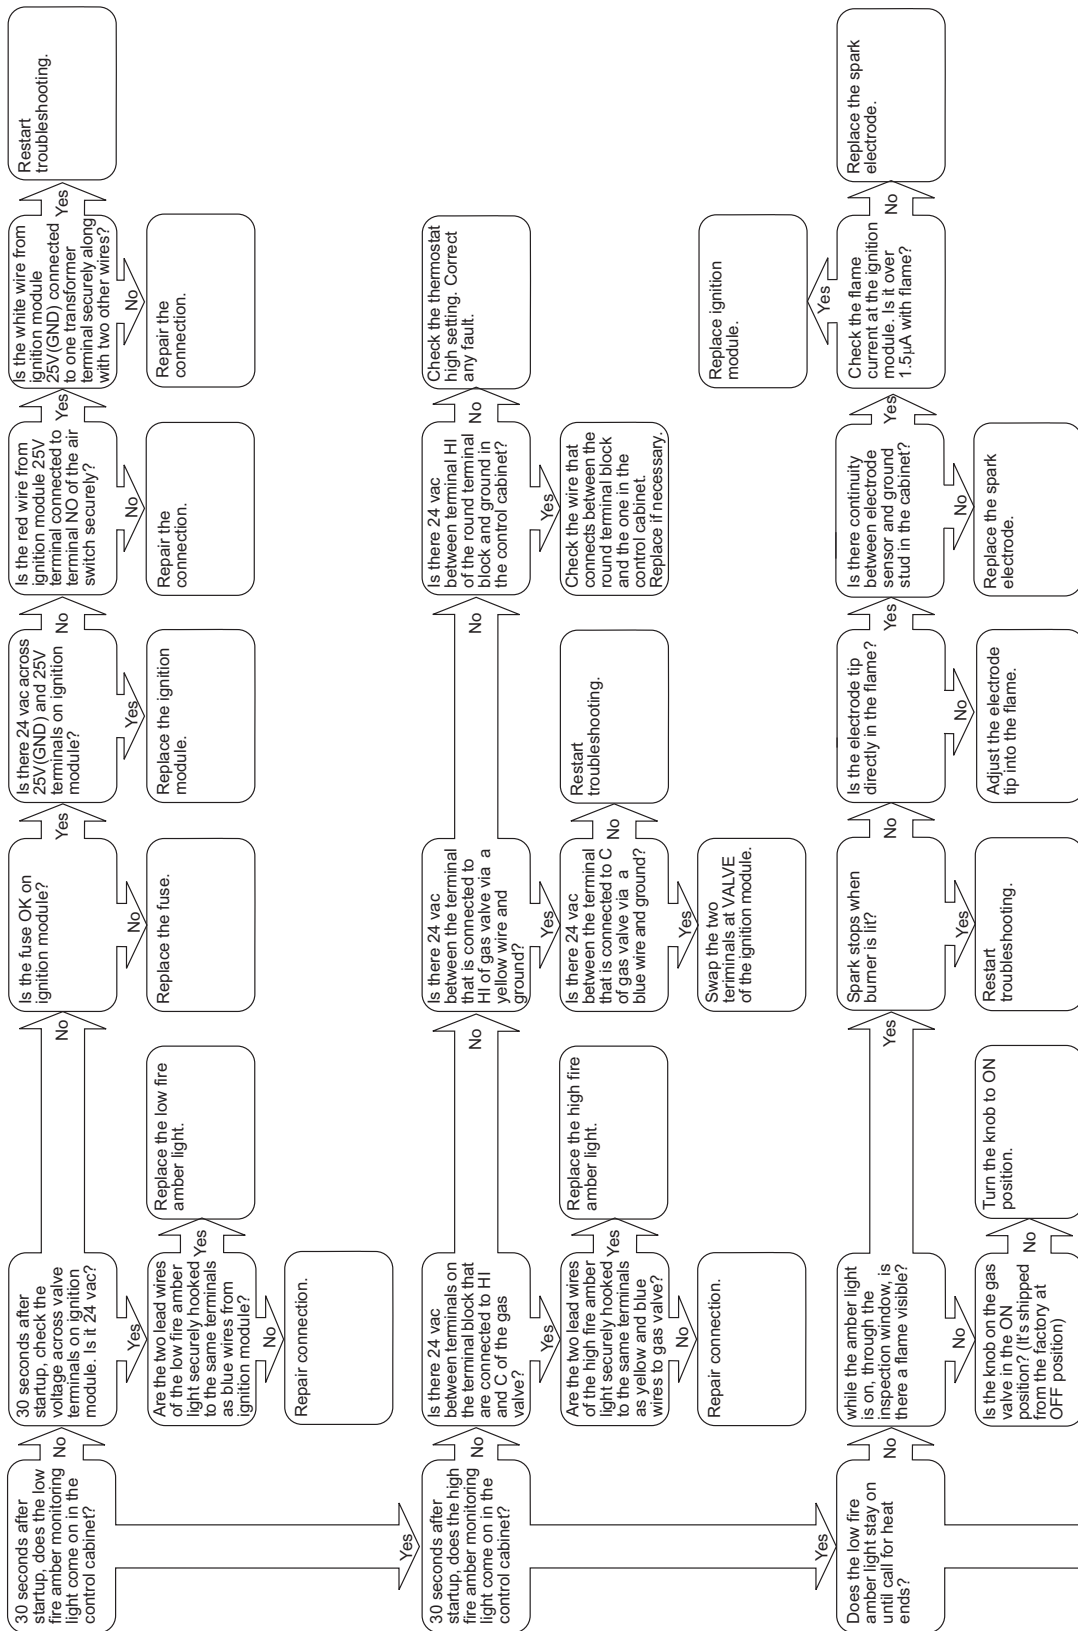 30 seconds after
startup, does the low
fire amber monitoring
light come on in the
control cabinet?
No
30 seconds after
startup, check the
voltage across valve
terminals on ignition
module. Is it 24 vac?
No
Is the fuse OK on
ignition module?
Yes
Is there 24 vac across
25V(GND) and 25V
terminals on ignition
module?
No
Is the red wire from
ignition module 25V
terminal connected to
terminal NO of the air
switch securely?
Yes
Is the white wire from
ignition module
25V(GND) connected
to one transformer
terminal securely along
with two other wires?
Yes
Restart
troubleshooting.
Yes
Are the two lead wires
of the low fire amber
light securely hooked
to the same terminals
as blue wires from
ignition module?
Yes
Replace the low fire
amber light.
No
Repair connection.
No
Replace the fuse.
Yes
Replace the ignition
module.
No
Repair the
connection.
No
Repair the
connection.
Yes
30 seconds after
startup, does the high
fire amber monitoring
light come on in the
control cabinet?
No
Is there 24 vac
between terminals on
the terminal block that
are connected to HI
and C of the gas
valve?
No
Is there 24 vac
between the terminal
that is connected to
HI of gas valve via a
yellow wire and
ground?
No
Is there 24 vac
between terminal HI
of the round terminal
block and ground in
the control cabinet?
No
Check the thermostat
high setting. Correct
any fault.
Yes
Are the two lead wires
of the high fire amber
light securely hooked
to the same terminals
as yellow and blue
wires to gas valve?
Yes
Replace the high fire
amber light.
No
Repair connection.
Yes
Is there 24 vac
between the terminal
that is connected to C
of gas valve via a
blue wire and ground?
No
Restart
troubleshooting.
Yes
Swap the two
teriminals at VALVE
of the ignition module.
Yes
Check the wire that
connects between the
round terminal block
and the one in the
control cabinet.
Replace if necessary.
Yes
Does the low fire
amber light stay on
until call for heat
ends?
No
while the amber light
is on, through the
inspection window, is
there a flame visible?
Yes
Spark stops when
burner is lit?
No
Is the electrode tip
directly in the flame?
Yes
Is there continuity
between electrode
sensor and ground
stud in the cabinet?
Yes
Check the flame
current at the ignition
module. Is it over
1.5µA with flame?
No
Replace the spark
electrode.
Yes
Replace ignition
module.
No
Is the knob on the gas
valve in the ON
position? (It's shipped
from the factory at
OFF position)
No
Turn the knob to ON
position.
Yes
Restart
troubleshooting.
No
Adjust the electrode
tip into the flame.
No
Replace the spark
electrode.